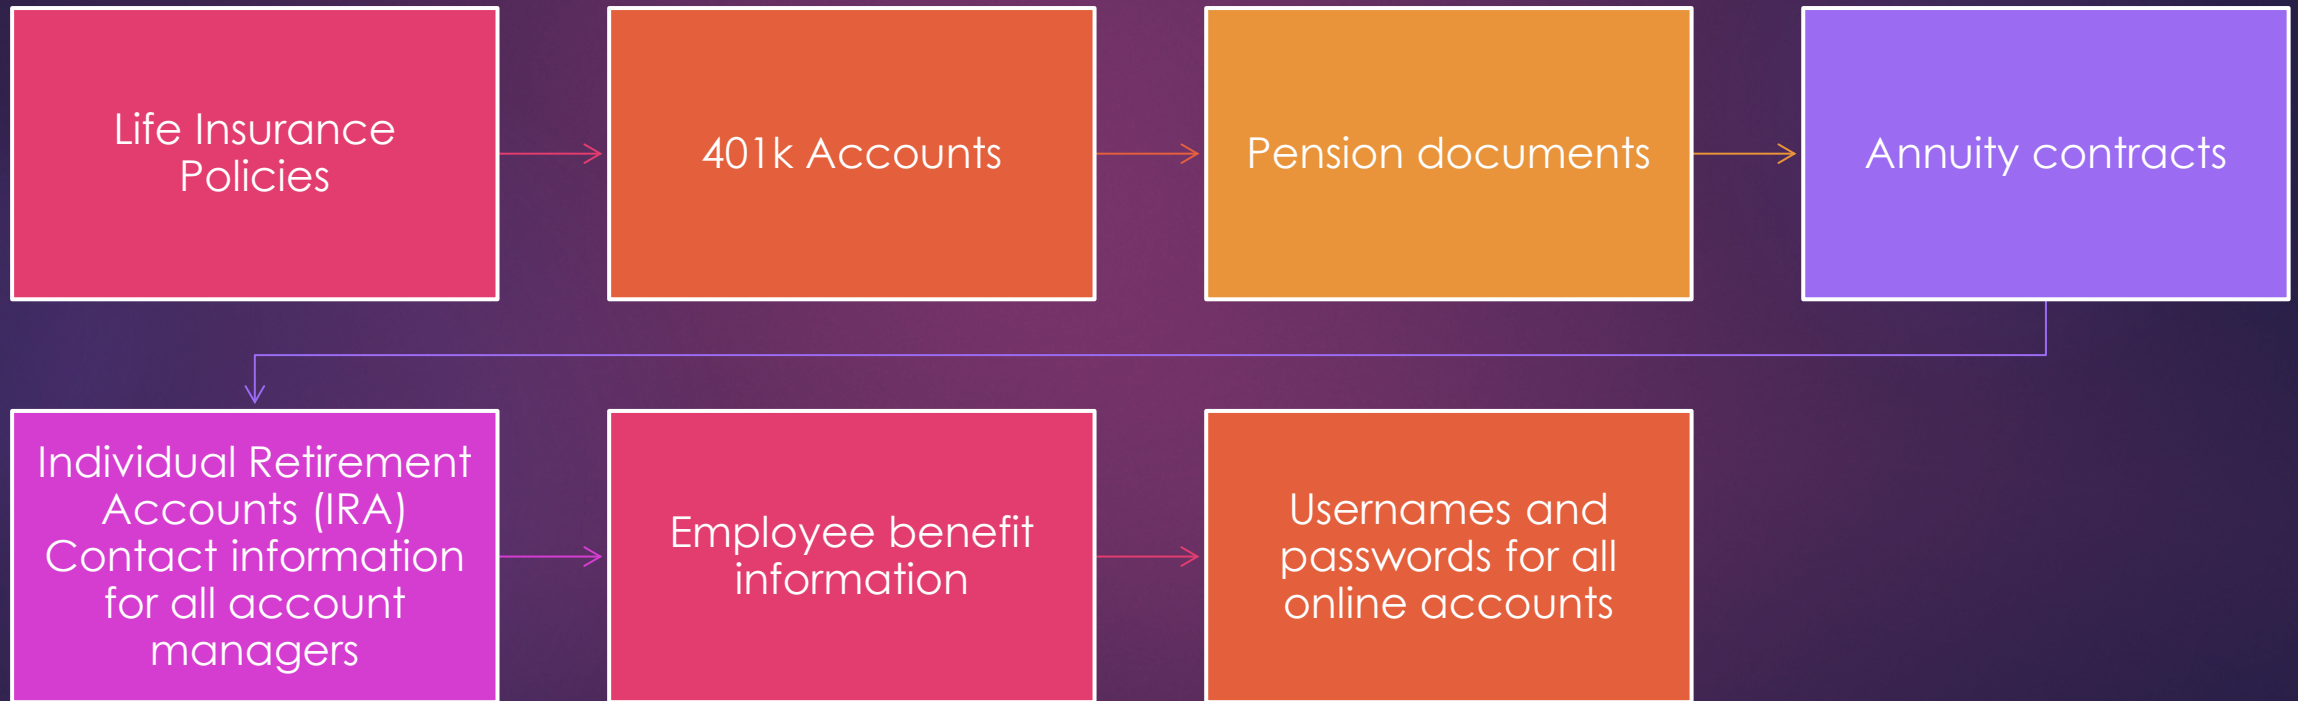 Life Insurance
Policies
401k Accounts
Pension documents
Annuity contracts
Individual Retirement
Accounts (IRA)
Contact information
for all account
managers
Employee benefit
information
Usernames and
passwords for all
online accounts